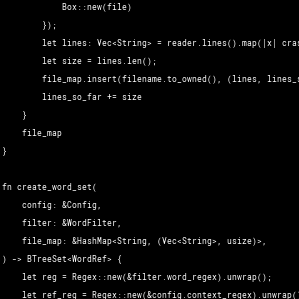 Box::new(file)
});
let lines: Vec<String> = reader.lines().map(|x|
let size = lines.len();
file_map.insert(filename.to_owned(), (lines,
lines_so_far += size
}
file_map
}
fn create_word_set(
config: &Config,
filter: &WordFilter,
file_map: &HashMap<String, (Vec<String>, usize)>,
) -> BTreeSet<WordRef> {
let reg = Regex::new(&filter.word_regex).unwrap();
let ref_reg = Regex::new(&config.context_regex).unwrap(